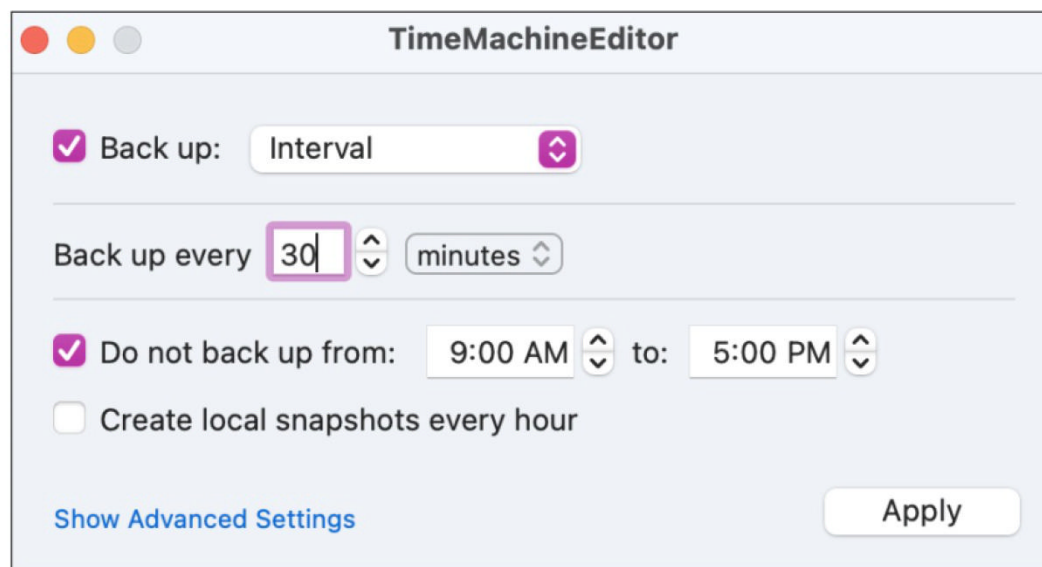 TimeMachineEditor
Back up: Interval
Back up every 30 minutes
Do not back up from: 9:00 AM to: 5:00 PM
Create local snapshots every hour
Show Advanced Settings Apply